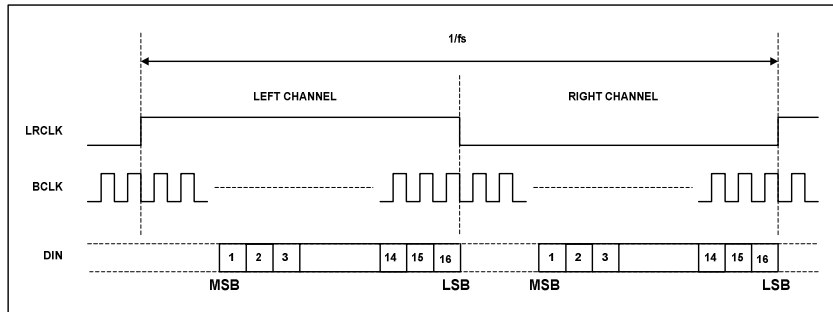 1/fs
LEFT CHANNEL RIGHT CHANNEL
LRCLK
BCLK
DIN 1 2 3 14 15 16 1 2 3 14 15 16
MSB LSB MSB LSB